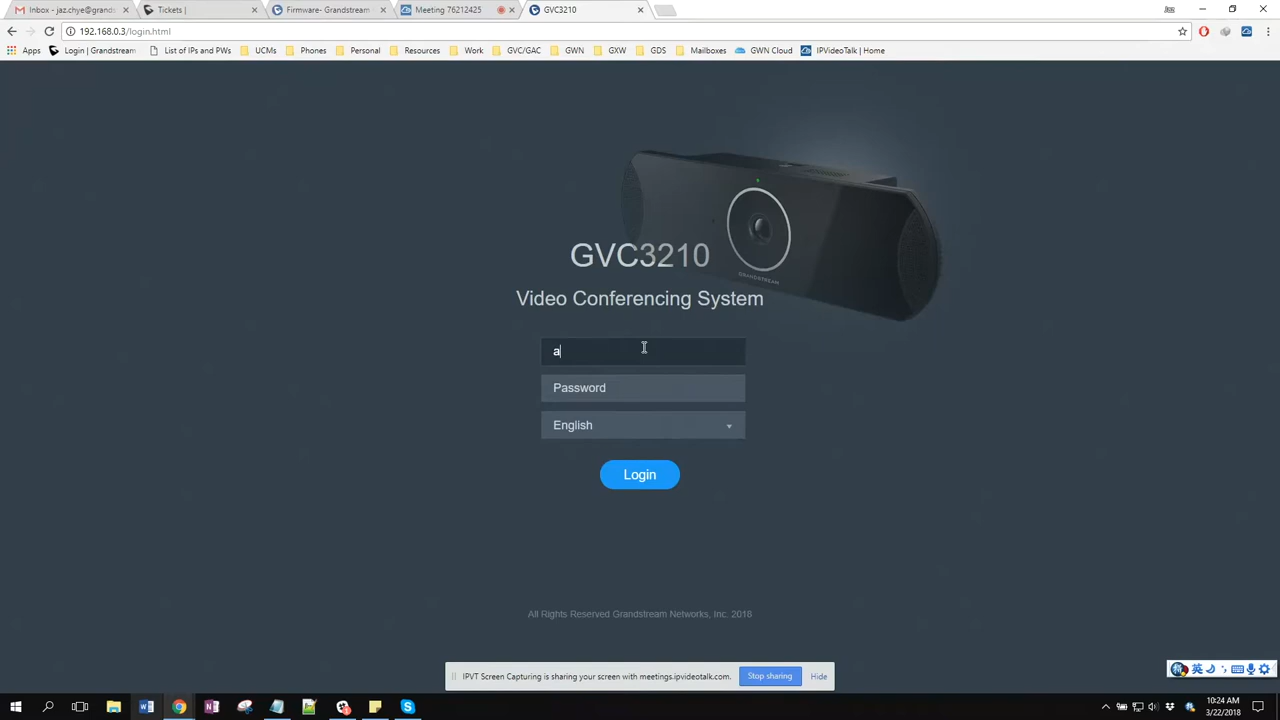 Inbox - jaz.chye@grands
Tickets |
Firmware- Grandstream
Meeting 76212425
GVC3210
192.168.0.3/login.html
Apps
Login | Grandstream
List of IPs and PWs
UCMs
Phones
Personal
Resources
Work
GVC/GAC
GWN
GXW
GDS
Mailboxes
GWN Cloud
IPVideoTalk | Home
GRANDSTREAM
GVC3210
Video Conferencing System
a
Password
English
Login
All Rights Reserved Grandstream Networks, Inc. 2018
IPVT Screen Capturing is sharing your screen with meetings.ipvideotalk.com.
Stop sharing
Hide
英
10:24 AM
3/22/2018